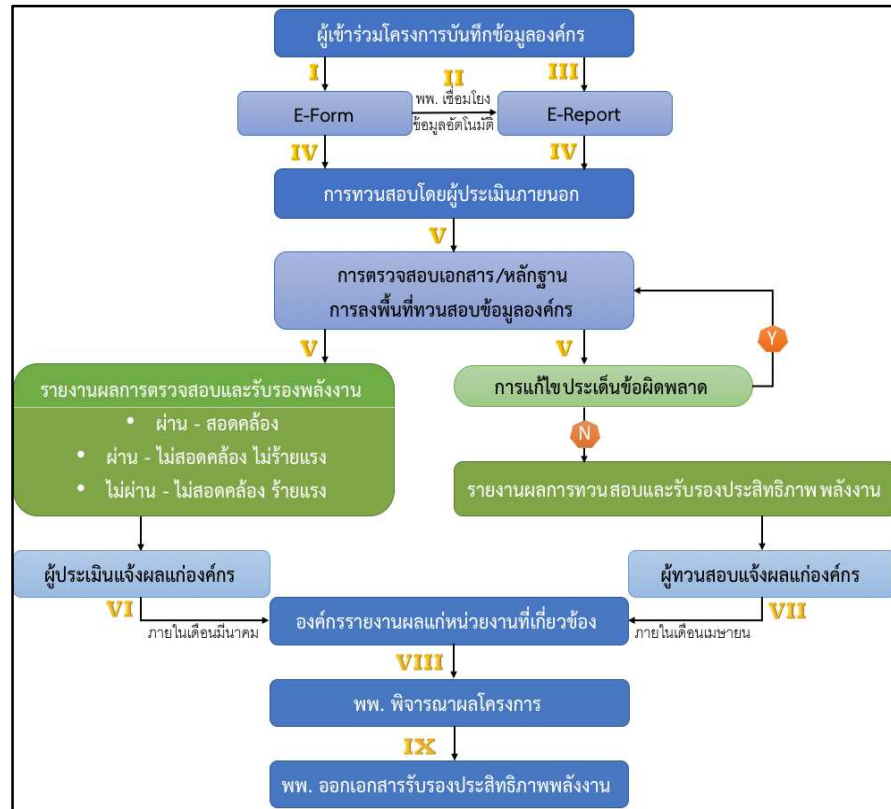 ผู้เข้าร่วมโครงการบันทึกข้อมูลองค์กร
I
II
III
พพ. เชื่อมโยง
ข้อมูลอัตโนมัติ
E-Form
E-Report
IV
IV
การทวนสอบโดยผู้ประเมินภายนอก
V
การตรวจสอบเอกสาร/หลักฐาน
การลงพื้นที่ทวนสอบข้อมูลองค์กร
V
V
Y
รายงานผลการตรวจสอบและรับรองพลังงาน
• ผ่าน - สอดคล้อง
• ผ่าน - ไม่สอดคล้อง ไม่ร้ายแรง
• ไม่ผ่าน - ไม่สอดคล้อง ร้ายแรง
การแก้ไขประเด็นข้อผิดพลาด
N
รายงานผลการทวนสอบและรับรองประสิทธิภาพ พลังงาน
ผู้ประเมินแจ้งผลแก่องค์กร
ผู้ทวนสอบแจ้งผลแก่องค์กร
VI
VII
ภายในเดือนมีนาคม
องค์กรรายงานผลแก่หน่วยงานที่เกี่ยวข้อง
ภายในเดือนเมษายน
VIII
พพ. พิจารณาผลโครงการ
IX
พพ. ออกเอกสารรับรองประสิทธิภาพพลังงาน